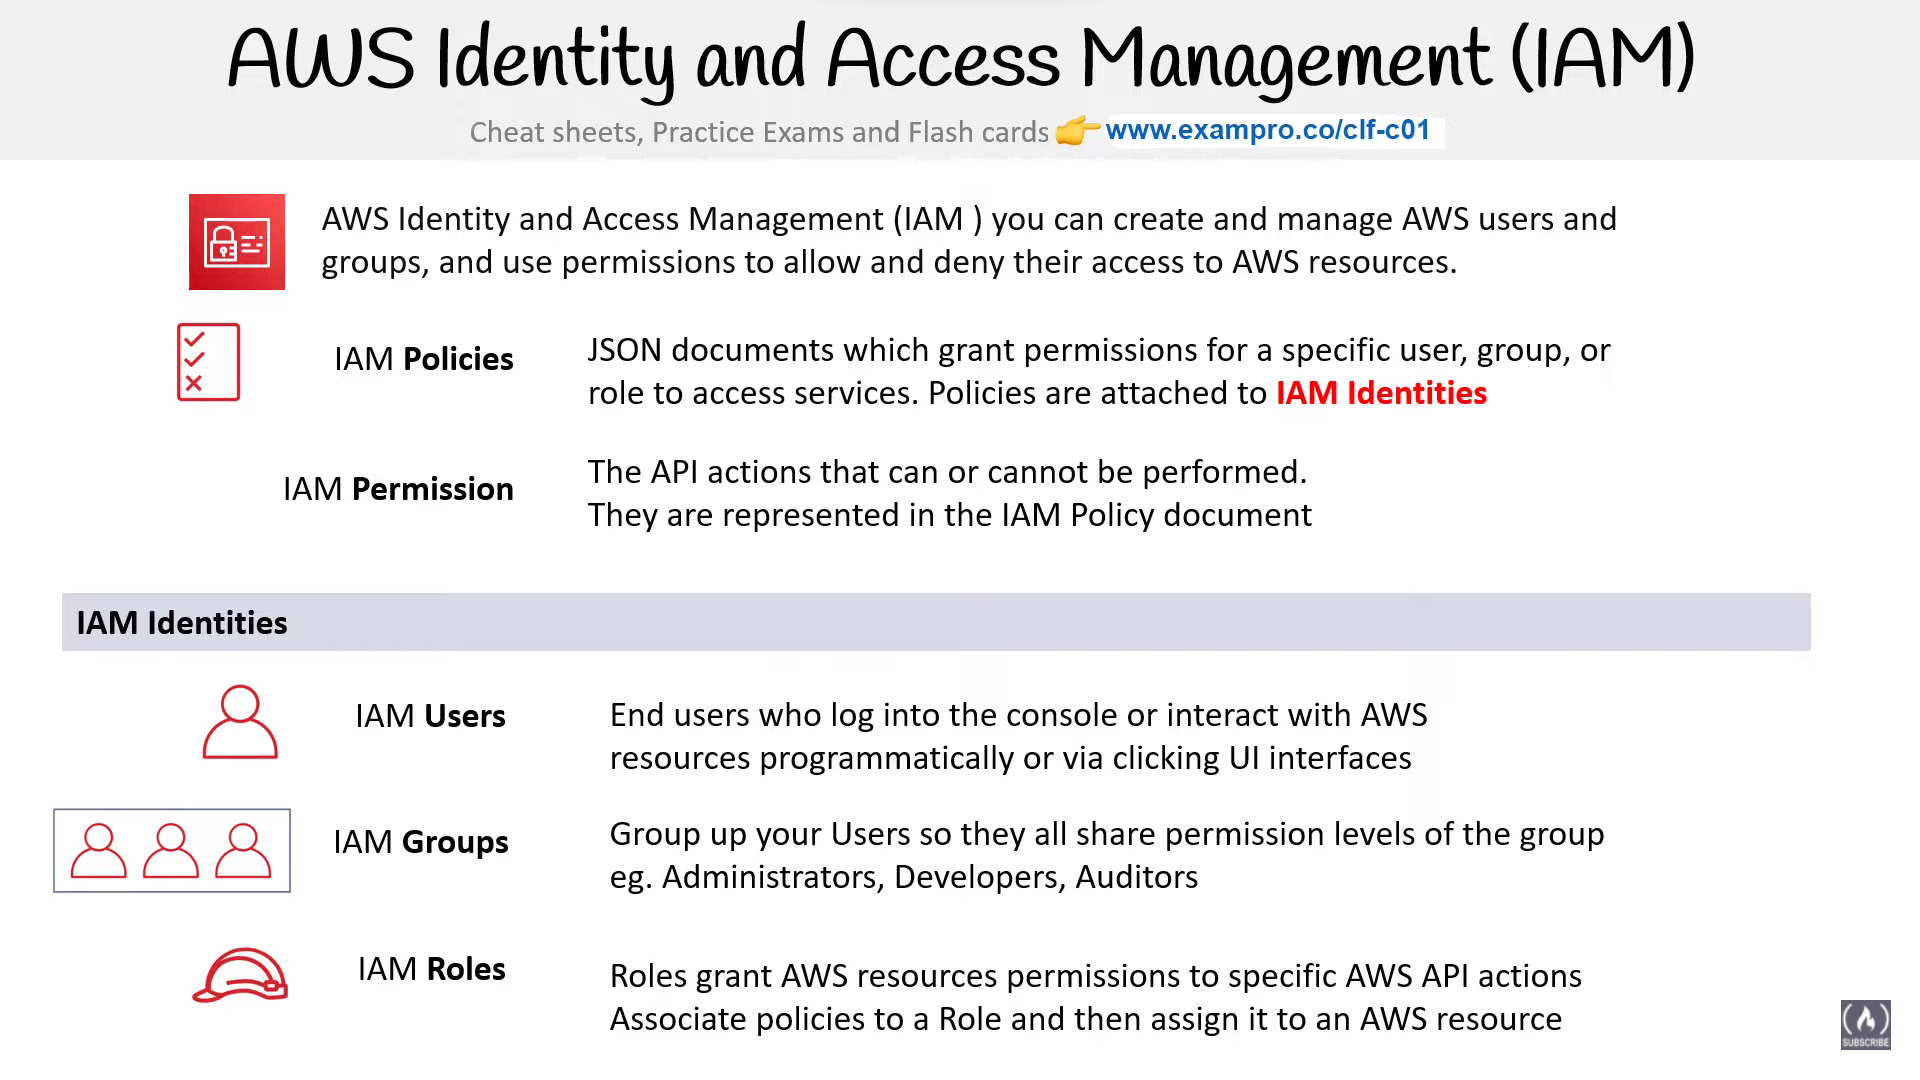 AWS Identity and Access Management (IAM)
Cheat sheets, Practice Exams and Flash cards 👉 www.exampro.co/clf-c01
AWS Identity and Access Management (IAM ) you can create and manage AWS users and
groups, and use permissions to allow and deny their access to AWS resources.
IAM Policies
JSON documents which grant permissions for a specific user, group, or
role to access services. Policies are attached to IAM Identities
IAM Permission
The API actions that can or cannot be performed.
They are represented in the IAM Policy document
IAM Identities
IAM Users
End users who log into the console or interact with AWS
resources programmatically or via clicking UI interfaces
IAM Groups
Group up your Users so they all share permission levels of the group
eg. Administrators, Developers, Auditors
IAM Roles
Roles grant AWS resources permissions to specific AWS API actions
Associate policies to a Role and then assign it to an AWS resource
SUBSCRIBE